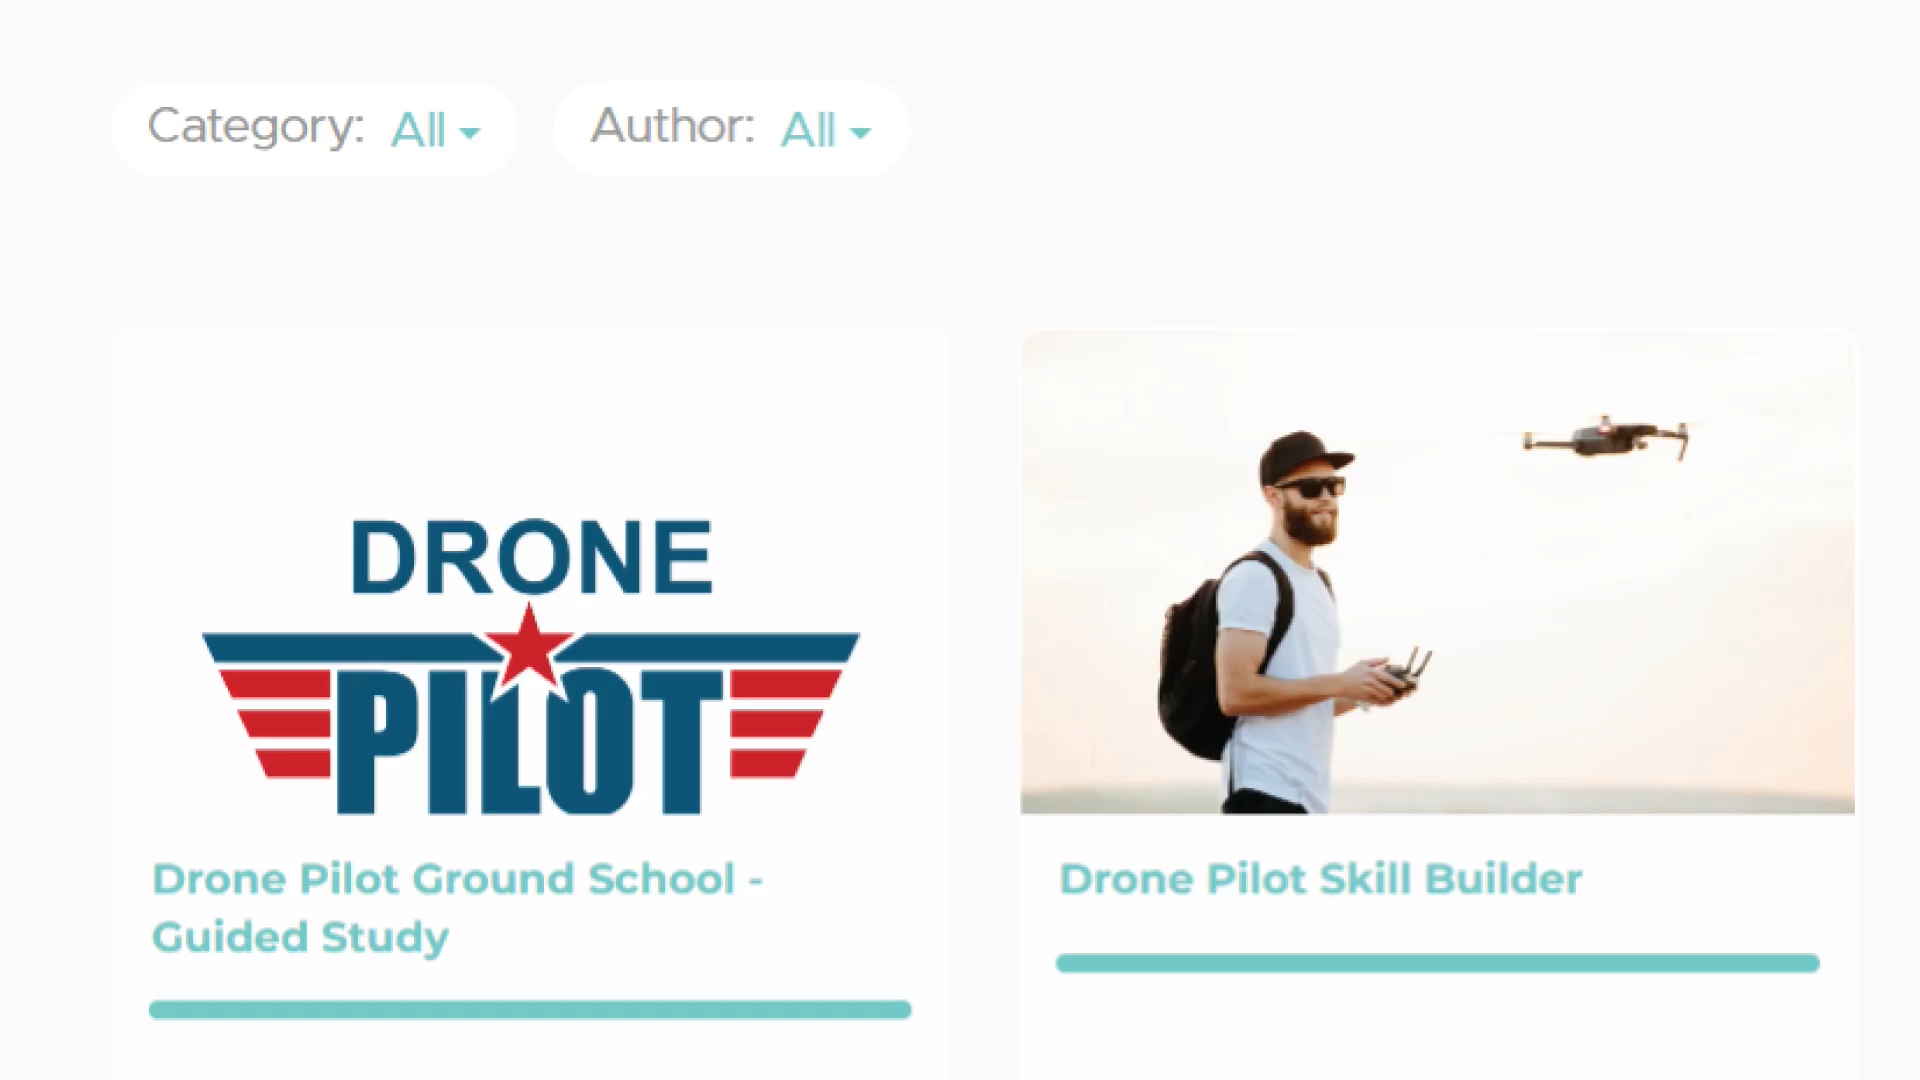 Category: All
Author: All
DRONE
PILOT
Drone Pilot Ground School -
Guided Study
Drone Pilot Skill Builder